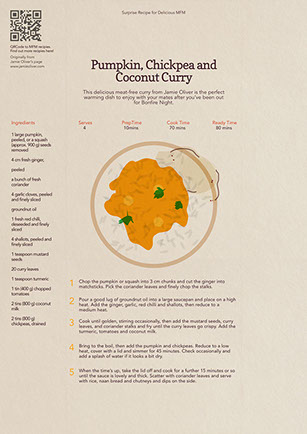 Surprise Recipe for Delicious MFM
QRCode to MFM recipes
Find out more recipes here!
Originally from
Jamie Oliver's page
www.jamieoliver.com
Pumpkin, Chickpea and
Coconut Curry
This delicious meat-free curry from Jamie Oliver is the perfect
warming dish to enjoy with your mates after you've been out
for Bonfire Night.
Ingredients
Serves
4
Prep Time
10mins
Cook Time
70 mins
Ready Time
80 mins
1 large pumpkin,
peeled, or a squash
(approx. 900 g) seeds
removed
4 cm fresh ginger,
peeled
a bunch of fresh
coriander
4 garlic cloves, peeled
and finely sliced
groundnut oil
1 fresh red chilli,
deseeded and finely
sliced
4 shallots, peeled and
finely sliced
1 teaspoon mustard
seeds
20 curry leaves
1 teaspoon turmeric
1 tin (400 g) chopped
tomatoes
2 tins (800 g) coconut
milk
2 tins (800 g)
chickpeas, drained
1 Chop the pumpkin or squash into 3 cm chunks and cut the ginger into
matchsticks. Pick the coriander leaves and finely chop the stalks.
2 Pour a good lug of groundnut oil into a large saucepan and place on a high
heat. Add the ginger, garlic, red chilli and shallots, then reduce to a
medium heat.
3 Cook until golden, stirring occasionally, then add the mustard seeds, curry
leaves, and coriander stalks and fry until the curry leaves go crispy. Add the
turmeric, tomatoes and coconut milk.
4 Bring to the boil, then add the pumpkin and chickpeas. Reduce to a low
heat, cover with a lid and simmer for 45 minutes. Check occasionally and
add a splash of water if it looks a bit dry.
5 When the time's up, take the lid off and cook for a further 15 minutes or so
until the sauce is lovely and thick. Scatter with coriander leaves and serve
with rice, naan bread and chutneys and dips on the side.